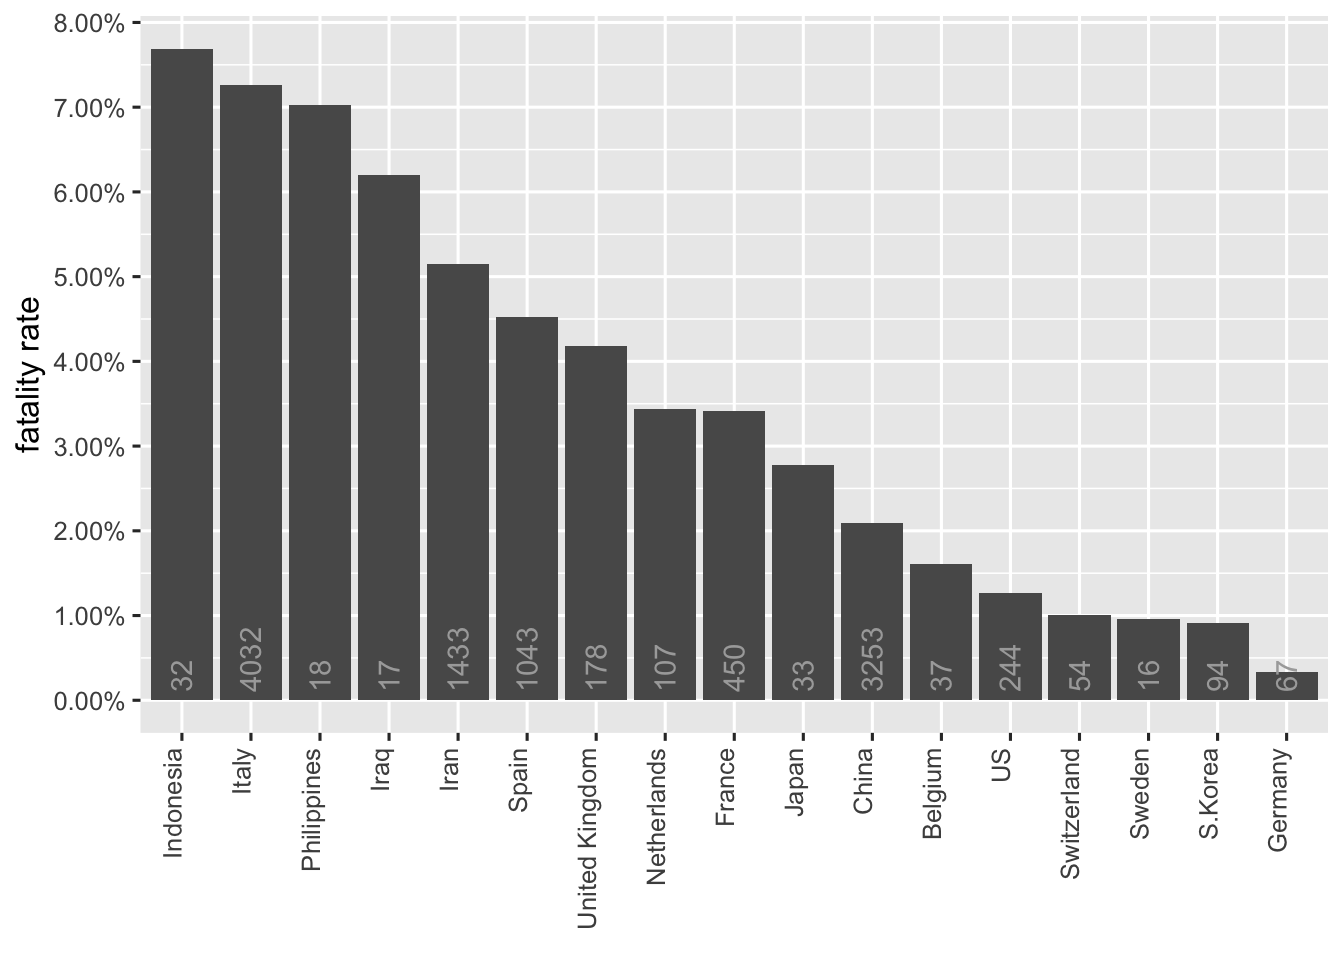 8.00%
7.00%
6.00%
5.00%
4.00%
3.00%
2.00%
1.00%
0.00%
fatality rate
32
4032
18
17
1433
1043
178
107
450
33
3253
37
244
54
16
94
67
Indonesia
Italy
Philippines
Iraq
Iran
Spain
United Kingdom
Netherlands
France
Japan
China
Belgium
US
Switzerland
Sweden
S.Korea
Germany